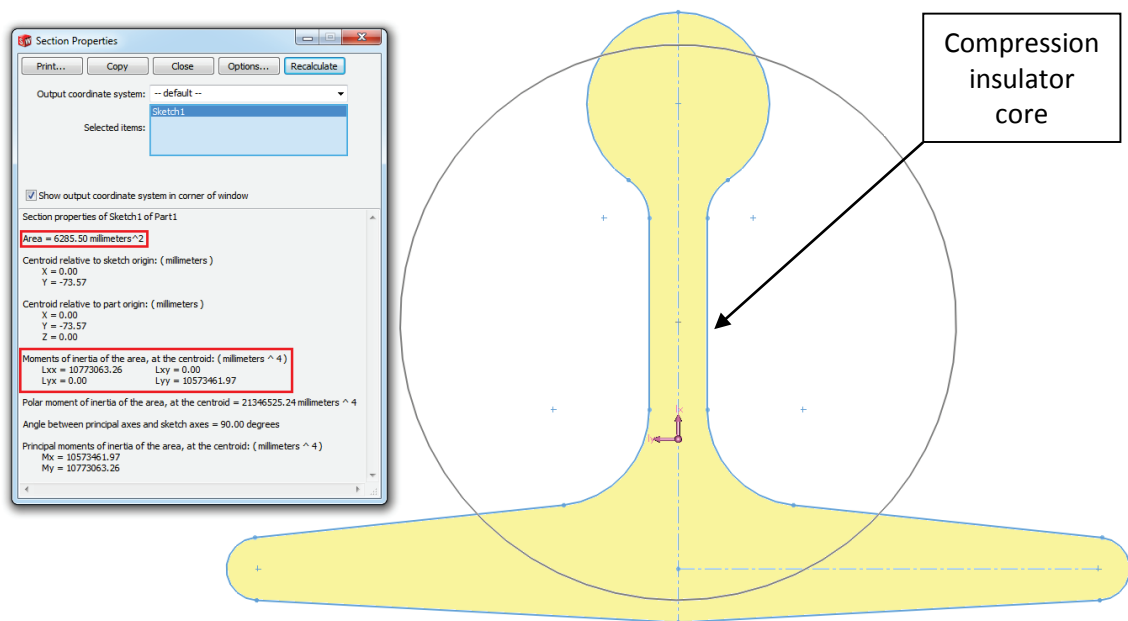 Section Properties
Print... Copy Close Options... Recalculate
Output coordinate system: -- default --
Sketch1
Selected items:
Show output coordinate system in corner of window
Section properties of Sketch1 of Part1
Area = 6285.50 millimeters^2
Centroid relative to sketch origin: ( millimeters )
X = 0.00
Y = -73.57
Centroid relative to part origin: ( millimeters )
X = 0.00
Y = -73.57
Z = 0.00
Moments of inertia of the area, at the centroid: ( millimeters ^ 4 )
Lxx = 10773063.26 Lxy = 0.00
Lyx = 0.00 Lyy = 10573461.97
Polar moment of inertia of the area, at the centroid = 21346525.24 millimeters ^ 4
Angle between principal axes and sketch axes = 90.00 degrees
Principal moments of inertia of the area, at the centroid: ( millimeters ^ 4 )
Mx = 10573461.97
My = 10773063.26
Compression
insulator
core
Ix
Iy